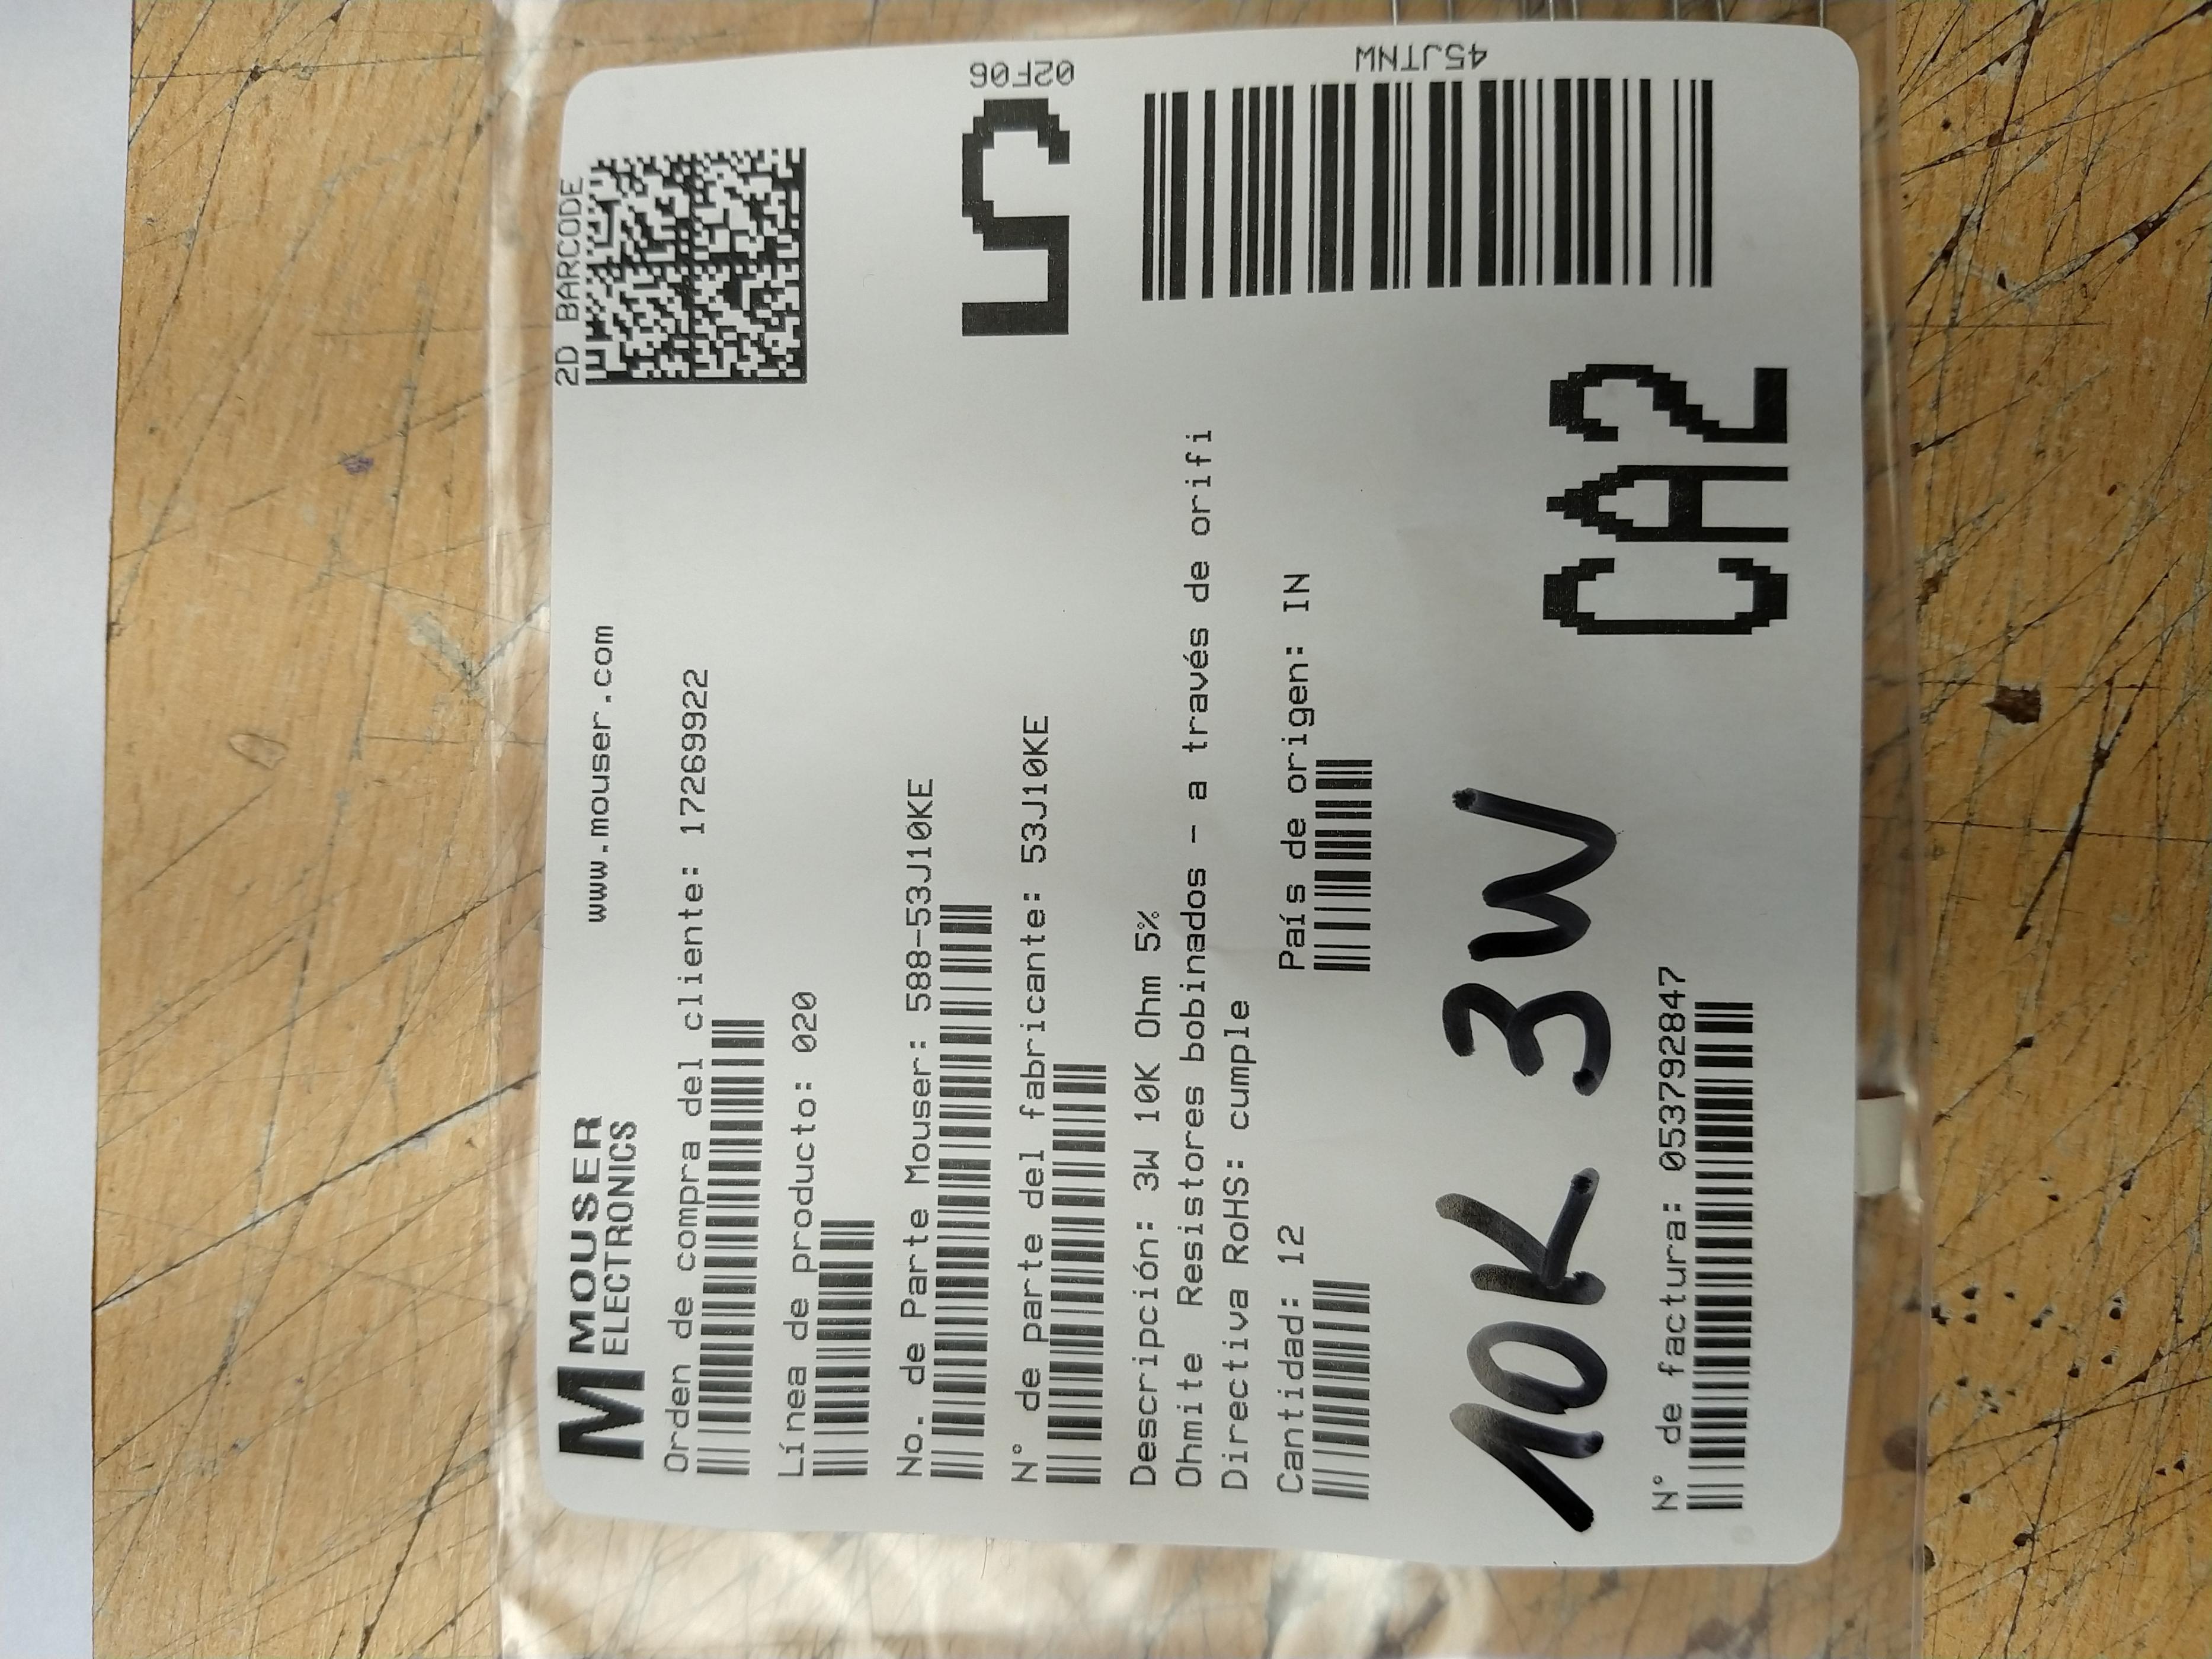 MOUSER
ELECTRONICS
www.mouser.com
2D BARCODE
Orden de compra del cliente: 17269922
Línea de producto: 020
No. de Parte Mouser: 588-53J10KE
N° de parte del fabricante: 53J10KE
5
02F06
Descripción: 3W 10K Ohm 5%
Ohmite Resistores bobinados - a través de orifi
Directiva RoHS: cumple
Cantidad: 12
País de origen: IN
45JTNW
10K 3W
CA2
N° de factura: 0537792847